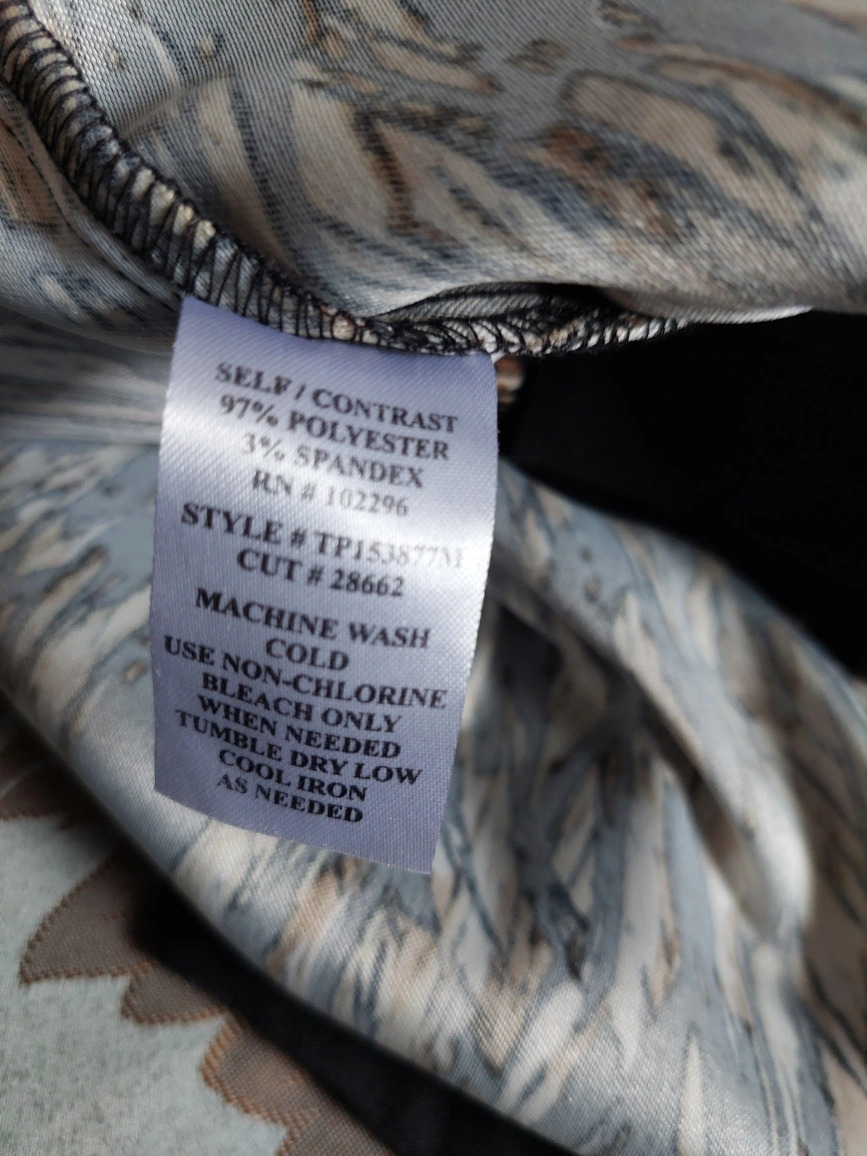 SELF / CONTRAST
97% POLYESTER
3% SPANDEX
RN # 102296
STYLE # TP153877M
CUT # 28662
MACHINE WASH
COLD
USE NON-CHLORINE
BLEACH ONLY
WHEN NEEDED
TUMBLE DRY LOW
COOL IRON
AS NEEDED